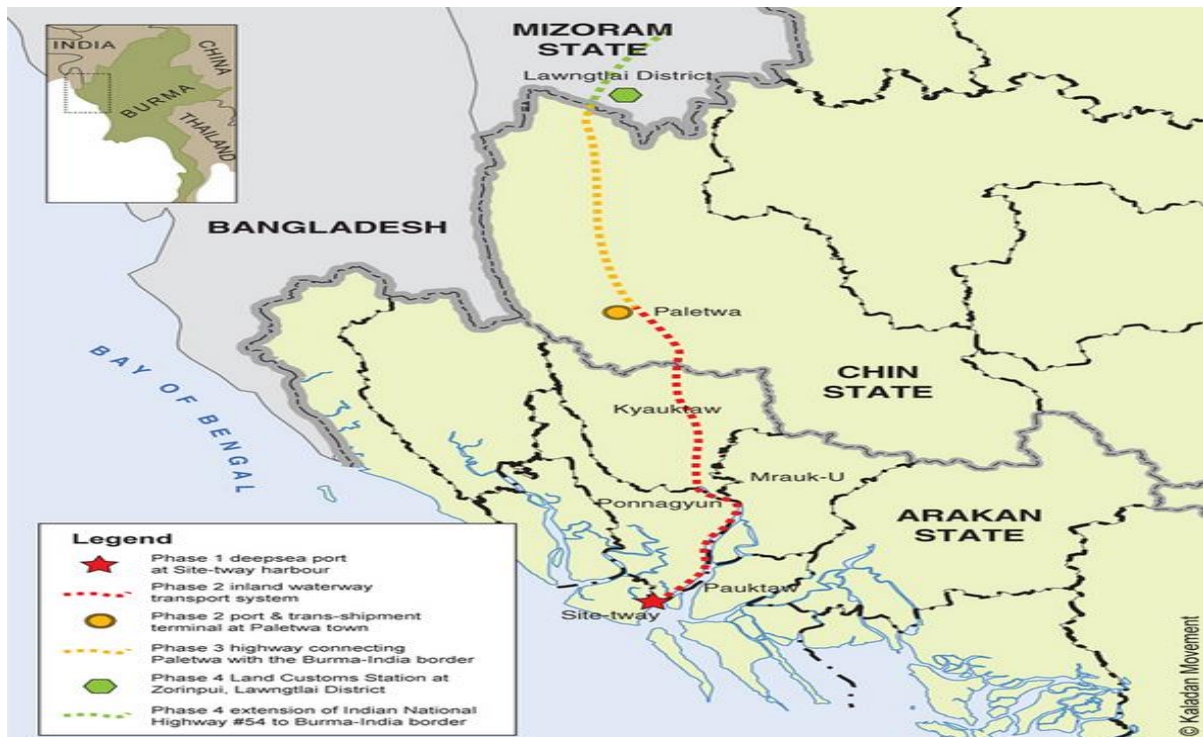 INDIA
CHINA
BURMA
THAILAND
MIZORAM
STATE
Lawngtlai District
BANGLADESH
Paletwa
BAY OF BENGAL
CHIN
STATE
Kyauktaw
Mrauk-U
Ponnagyun
ARAKAN
STATE
Pauktaw
Site-tway
Legend
Phase 1 deepsea port
at Site-tway harbour
Phase 2 inland waterway
transport system
Phase 2 port & trans-shipment
terminal at Paletwa town
Phase 3 highway connecting
Paletwa with the Burma-India border
Phase 4 Land Customs Station at
Zorinpui, Lawngtlai District
Phase 4 extension of Indian National
Highway #54 to Burma-India border
© Kaladan Movement